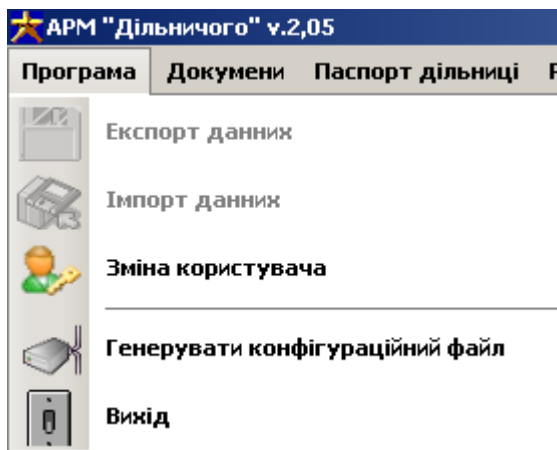 АРМ "Дільничого" v.2,05
Програма Докумени Паспорт дільниці
Експорт данних
Імпорт данних
Зміна користувача
Генерувати конфігураційний файл
Вихід